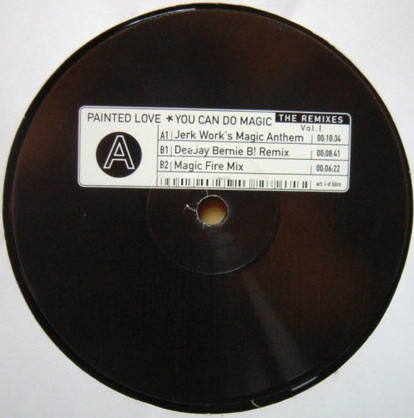 PAINTED LOVE * YOU CAN DO MAGIC THE REMIXES
Vol.1
A
A1 Jerk Work's Magic Anthem 00:10:34
B1 DeeJay Bernie B! Remix 00:08:41
B2 Magic Fire Mix 00:06:22